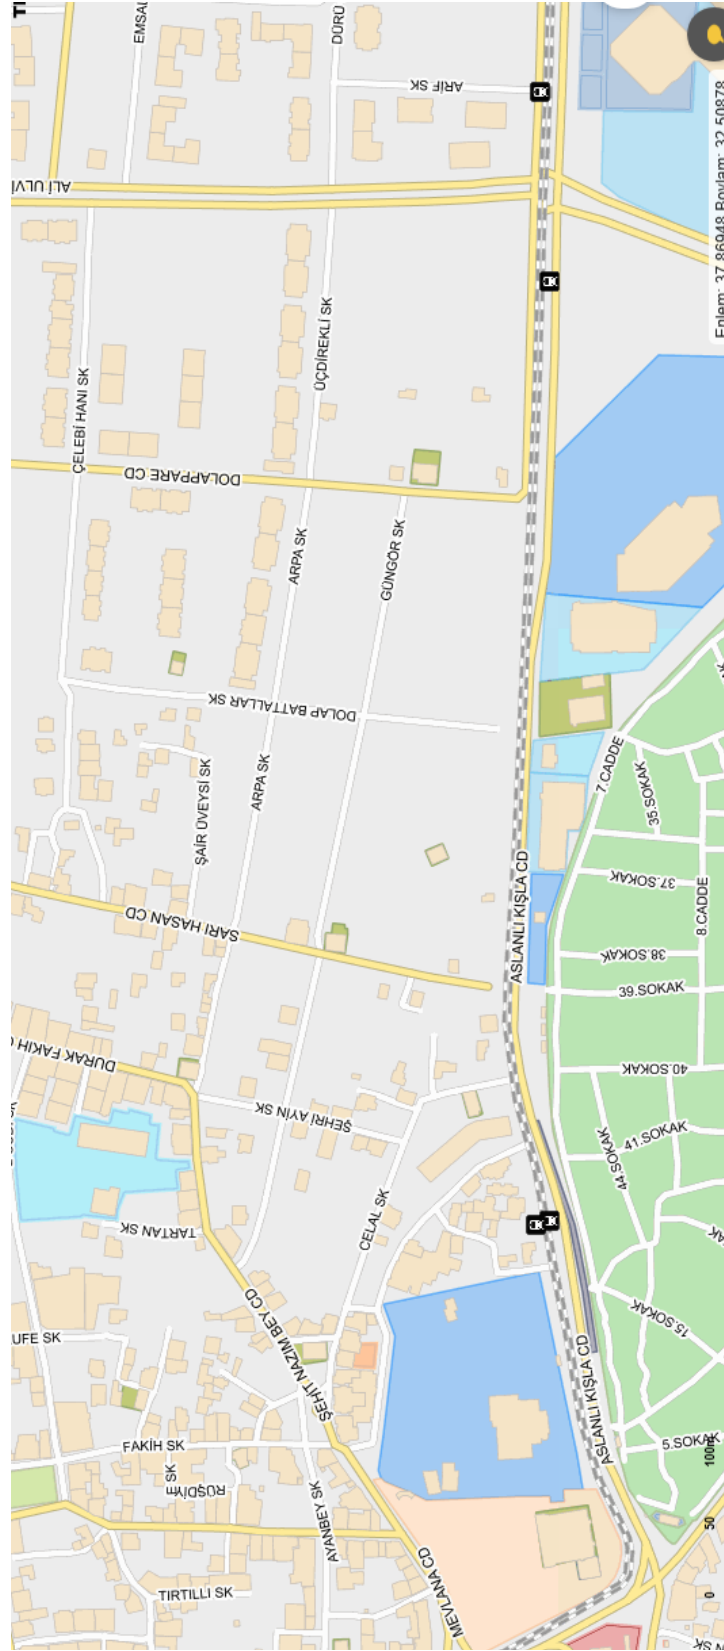 EMSAL
DÜRÜ
ARİF SK
ALİ ULVİ
Enlem: 37.86948 Boylam: 32.50878
ÜÇDİREKLİ SK
ÇELEBİ HANI SK
DOLAPPARE CD
ARPA SK
GÜNGÖR SK
DOLAP BATTALLAR SK
ŞAİR ÜVEYSİ SK
ARPA SK
7.CADDE
35.SOKAK
ASLANLI KIŞLA CD
37.SOKAK
8.CADDE
SARI HASAN CD
38.SOKAK
39.SOKAK
DURAK FAKIH
40.SOKAK
ŞEHRİ AYİN SK
41.SOKAK
44.SOKAK
TARTAN SK
CELAL SK
UFE SK
ŞEHİT NAZIM BEY CD
15.SOKAK
ASLANLI KIŞLA CD
FAKİH SK
5.SOKAK
RÜŞDİYE SK
AYANBEY SK
MEVLANA CD
TIRTILLI SK
0 50 100m